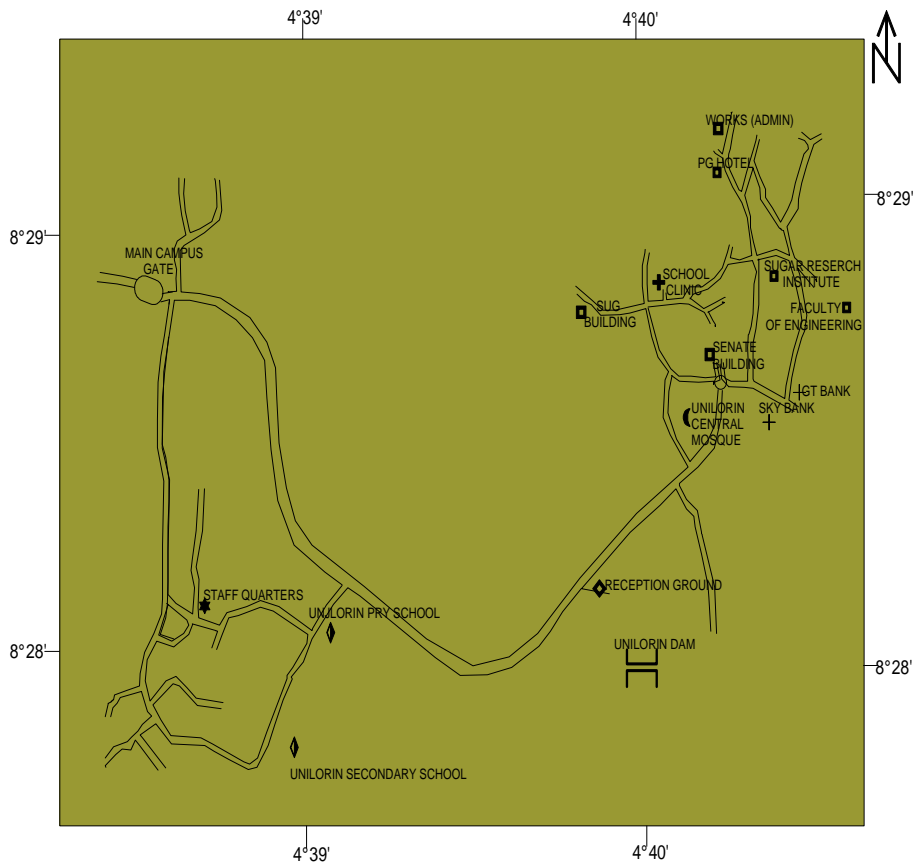 4°39'
4°40'
N
WORKS (ADMIN)
PG HOTEL
8°29'
8°29'
MAIN CAMPUS
GATE
SCHOOL
CLINIC
SUGAR RESERCH
INSTITUTE
SUG
BUILDING
FACULTY
OF ENGINEERING
SENATE
BUILDING
GT BANK
SKY BANK
UNILORIN
CENTRAL
MOSQUE
STAFF QUARTERS
RECEPTION GROUND
UNILORIN PRY SCHOOL
UNILORIN DAM
8°28'
8°28'
UNILORIN SECONDARY SCHOOL
4°39'
4°40'